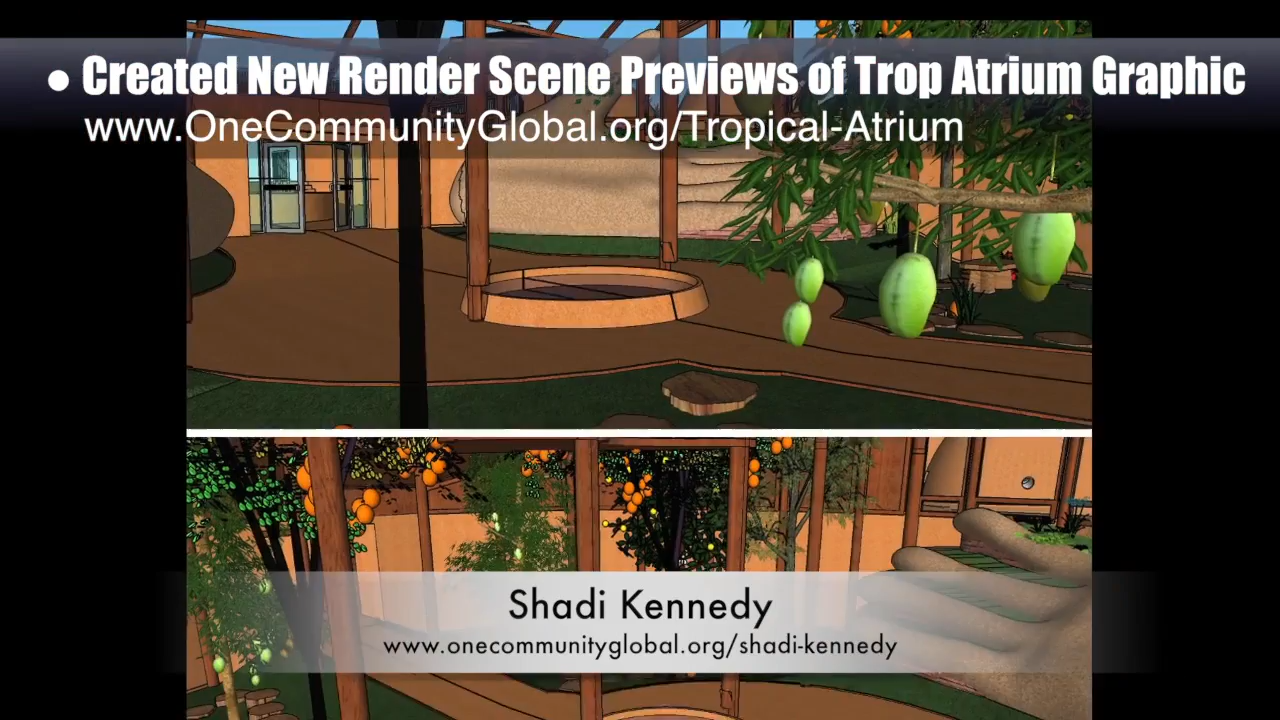 • Created New Render Scene Previews of Trop Atrium Graphic
www.OneCommunityGlobal.org/Tropical-Atrium
Shadi Kennedy
www.onecommunityglobal.org/shadi-kennedy